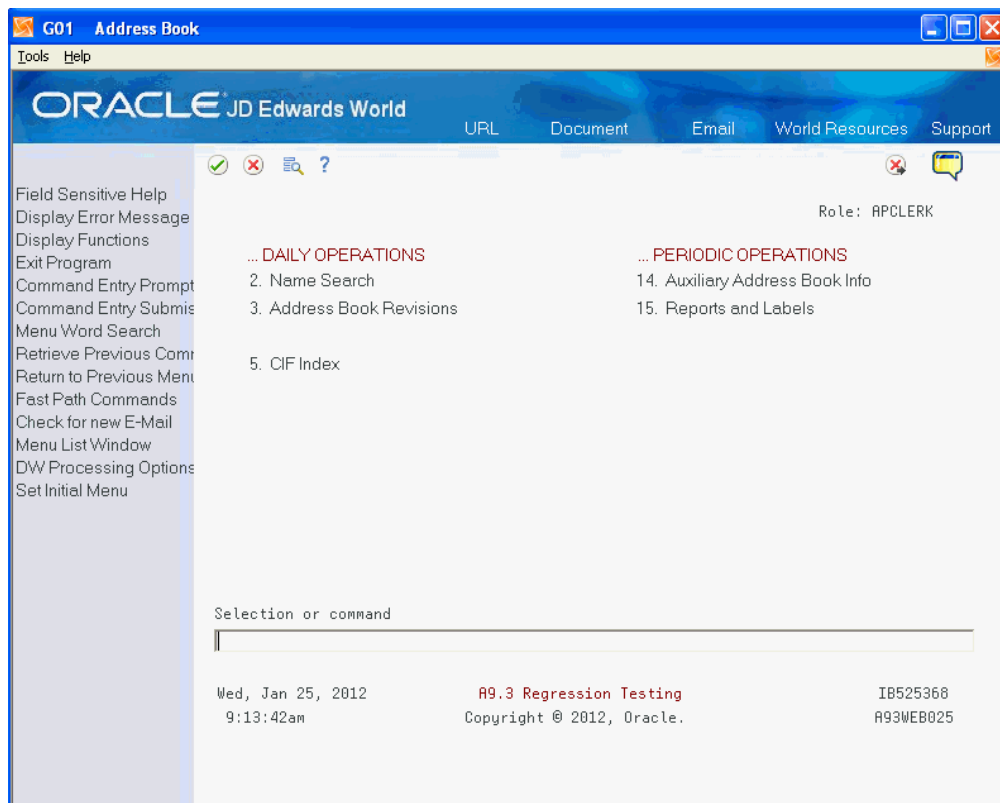 G01 Address Book
Tools Help
ORACLE JD Edwards World
URL Document Email World Resources Support
?
Role: APCLERK
Field Sensitive Help
Display Error Message
Display Functions
Exit Program
Command Entry Prompt
Command Entry Submis
Menu Word Search
Retrieve Previous Com
Return to Previous Menu
Fast Path Commands
Check for new E-Mail
Menu List Window
DW Processing Options
Set Initial Menu
... DAILY OPERATIONS
2. Name Search
3. Address Book Revisions
5. CIF Index
... PERIODIC OPERATIONS
14. Auxiliary Address Book Info
15. Reports and Labels
Selection or command
Wed, Jan 25, 2012 A9.3 Regression Testing IB525368
9:13:42am Copyright © 2012, Oracle. A93WEB025